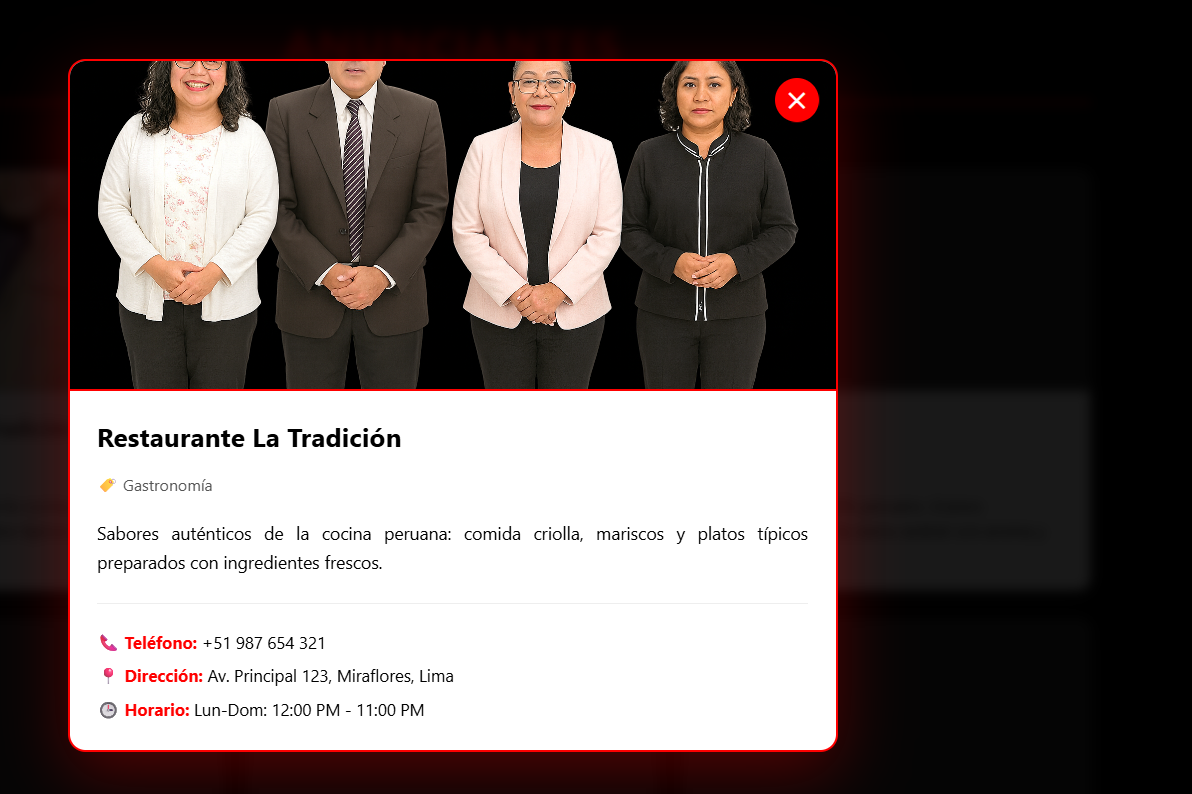 Restaurante La Tradición
Gastronomía
Sabores auténticos de la cocina peruana: comida criolla, mariscos y platos típicos
preparados con ingredientes frescos.
Teléfono: +51 987 654 321
Dirección: Av. Principal 123, Miraflores, Lima
Horario: Lun-Dom: 12:00 PM - 11:00 PM